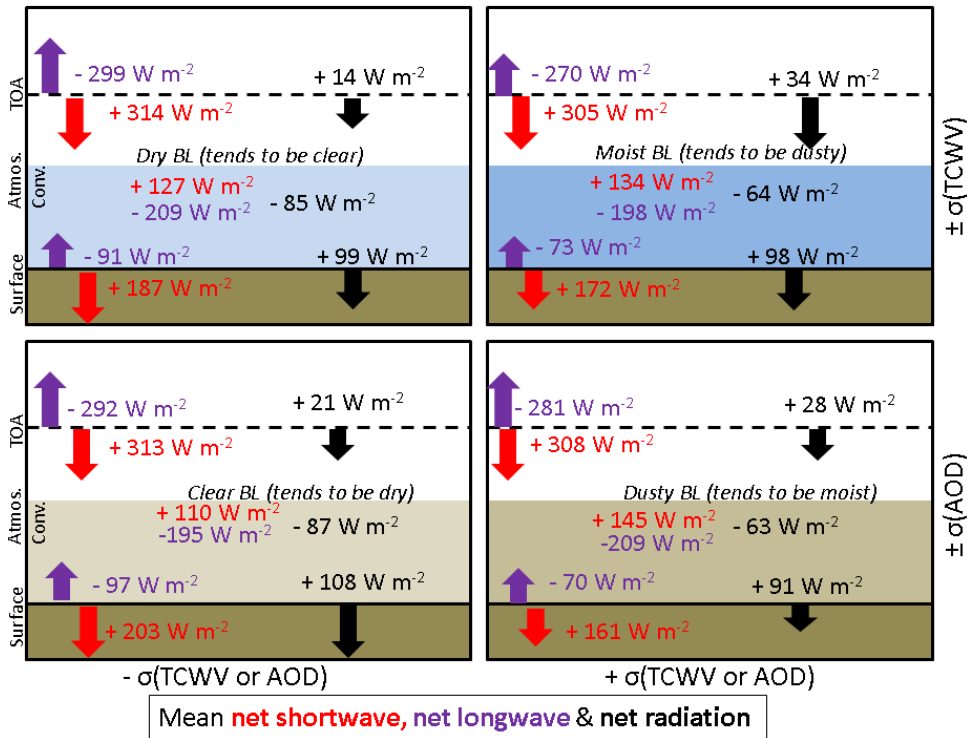 - 299 W m-2
+ 14 W m-2
TOA
+ 314 W m-2
Dry BL (tends to be clear)
Atmos.
Conv.
+ 127 W m-2
- 209 W m-2
- 85 W m-2
- 91 W m-2
+ 99 W m-2
Surface
+ 187 W m-2
- 270 W m-2
+ 34 W m-2
+ 305 W m-2
Moist BL (tends to be dusty)
+ 134 W m-2
- 198 W m-2
- 64 W m-2
- 73 W m-2
+ 98 W m-2
+ 172 W m-2
± σ(TCWV)
- 292 W m-2
+ 21 W m-2
TOA
+313 W m-2
Clear BL (tends to be dry)
Atmos.
Conv.
+ 110 W m-2
-195 W m-2
- 87 W m-2
- 97 W m-2
+ 108 W m-2
Surface
+ 203 W m-2
- 281 W m-2
+ 28 W m-2
+ 308 W m-2
Dusty BL (tends to be moist)
+ 145 W m-2
-209 W m-2
- 63 W m-2
- 70 W m-2
+ 91 W m-2
+ 161 W m-2
± σ(AOD)
- σ(TCWV or AOD)
+ σ(TCWV or AOD)
Mean net shortwave, net longwave & net radiation